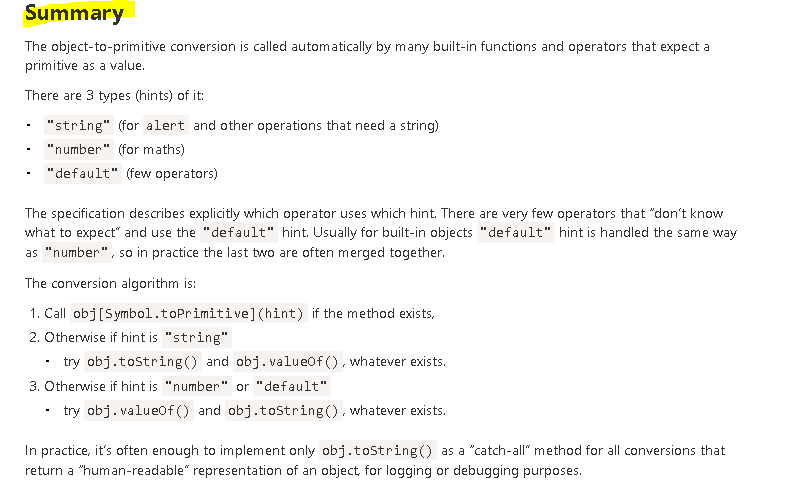 Summary
The object-to-primitive conversion is called automatically by many built-in functions and operators that expect a
primitive as a value.
There are 3 types (hints) of it:
• "string" (for alert and other operations that need a string)
• "number" (for maths)
• "default" (few operators)
The specification describes explicitly which operator uses which hint. There are very few operators that “don’t know
what to expect“ and use the "default" hint. Usually for built-in objects "default" hint is handled the same way
as "number", so in practice the last two are often merged together.
The conversion algorithm is:
1. Call obj[Symbol.toPrimitive](hint) if the method exists,
2. Otherwise if hint is "string"
• try obj.toString() and obj.valueOf(), whatever exists.
3. Otherwise if hint is "number" or "default"
• try obj.valueOf() and obj.toString(), whatever exists.
In practice, it’s often enough to implement only obj.toString() as a “catch-all“ method for all conversions that
return a “human-readable“ representation of an object, for logging or debugging purposes.